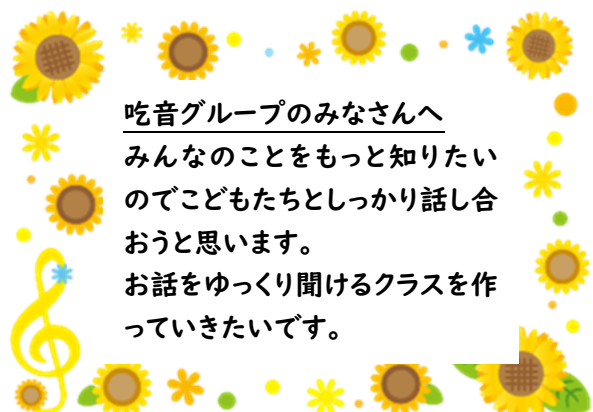 吃音グループのみなさんへ
みんなのことをもっと知りたい
のでこどもたちとしっかり話し合
おうと思います。
お話をゆっくり聞けるクラスを作
っていきたいです。